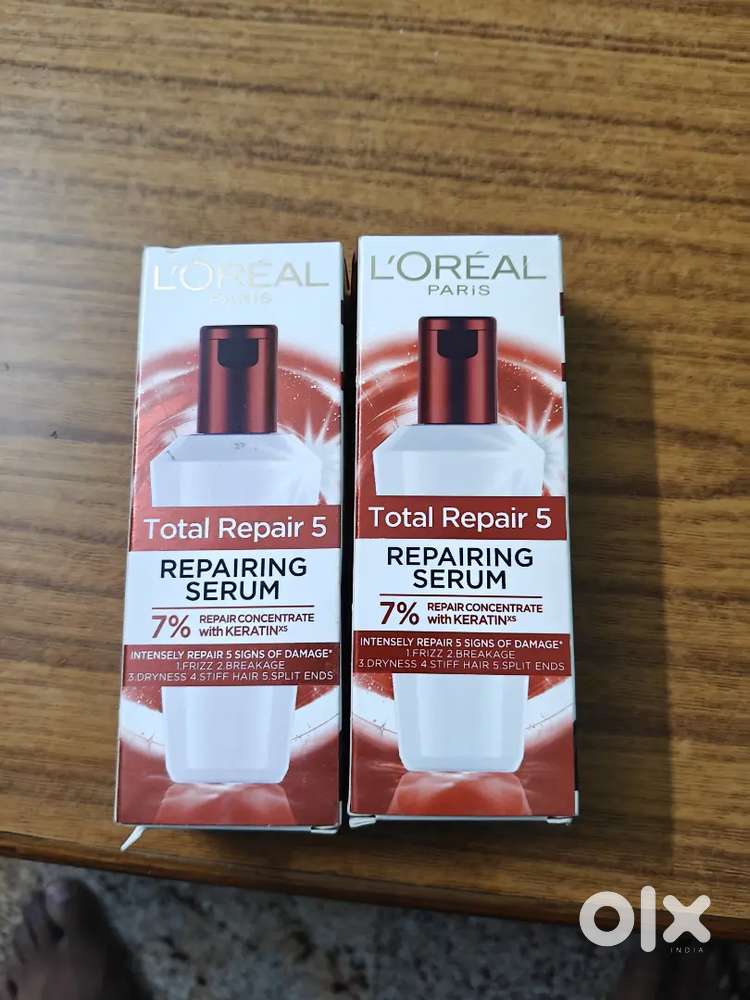 L'ORÉAL
PARIS
Total Repair 5
REPAIRING
SERUM
7% REPAIR CONCENTRATE
with KERATINXS
INTENSELY REPAIR 5 SIGNS OF DAMAGE*
1.FRIZZ 2.BREAKAGE
3.DRYNESS 4.STIFF HAIR 5.SPLIT ENDS
L'ORÉAL
PARIS
Total Repair 5
REPAIRING
SERUM
7% REPAIR CONCENTRATE
with KERATINXS
INTENSELY REPAIR 5 SIGNS OF DAMAGE*
1.FRIZZ 2.BREAKAGE
3.DRYNESS 4.STIFF HAIR 5.SPLIT ENDS
olx
INDIA